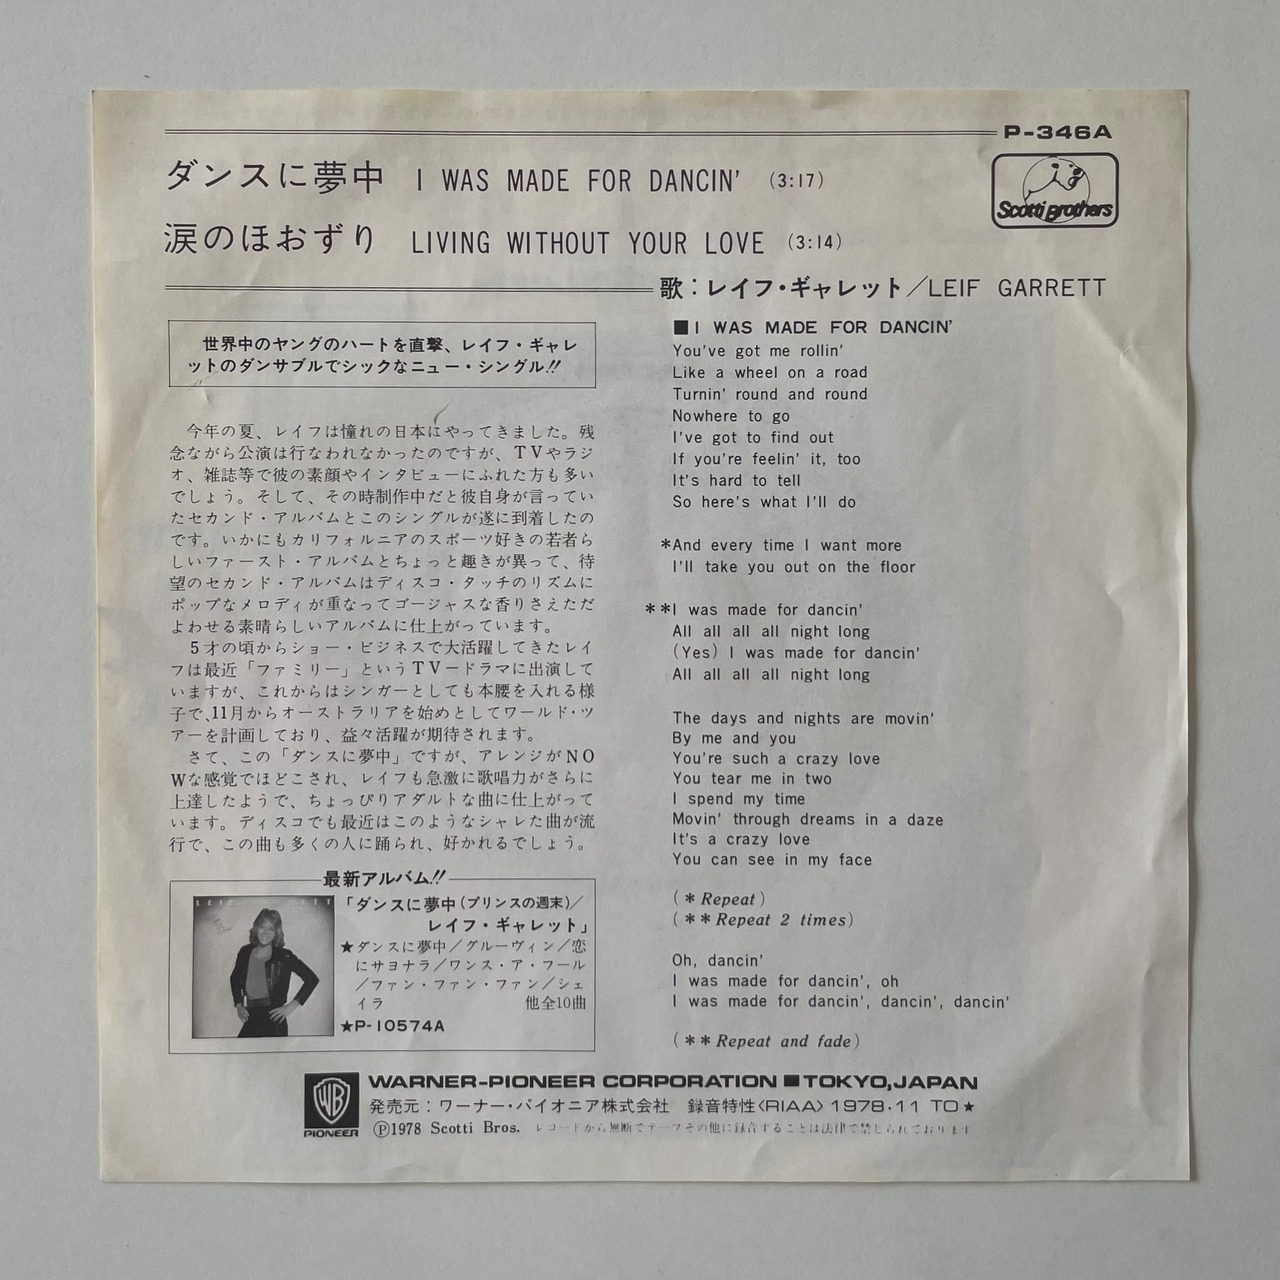 P-346A
ダンスに夢中 I WAS MADE FOR DANCIN' (3:17)
Scotti Brothers
涙のほおずり LIVING WITHOUT YOUR LOVE (3:14)
歌：レイフ・ギャレット／LEIF GARRETT
世界中のヤングのハートを直撃、レイフ・ギャレ
ットのダンサブルでシックなニュー・シングル!!
今年の夏、レイフは憧れの日本にやってきました。残
念ながら公演は行なわれなかったのですが、TVやラジ
オ、雑誌等で彼の素顔やインタビューにふれた方も多い
でしょう。そして、その時制作中だと彼自身が言ってい
たセカンド・アルバムとこのシングルが遂に到着したの
です。いかにもカリフォルニアのスポーツ好きの若者ら
しいファースト・アルバムとちょっと趣きが異って、待
望のセカンド・アルバムはディスコ・タッチのリズムに
ポップなメロディが重なってゴージャスな香りさえただ
よわせる素晴らしいアルバムに仕上がっています。
5才の頃からショー・ビジネスで大活躍してきたレイ
フは最近「ファミリー」というTV－ドラマに出演して
いますが、これからはシンガーとしても本腰を入れる様
子で、11月からオーストラリアを始めとしてワールド・ツ
アーを計画しており、益々活躍が期待されます。
さて、この「ダンスに夢中」ですが、アレンジがNO
Wな感覚でほどこされ、レイフも急激に歌唱力がさらに
上達したようで、ちょっぴりアダルトな曲に仕上がって
います。ディスコでも最近はこのようなシャレた曲が流
行で、この曲も多くの人に踊られ、好かれるでしょう。
最新アルバム!!
「ダンスに夢中(プリンスの週末)／
レイフ・ギャレット」
★ダンスに夢中／グルーヴィン／恋
にサヨナラ／ワンス・ア・フール
／ファン・ファン・ファン／シェ
イラ 他全10曲
★P-10574A
■I WAS MADE FOR DANCIN'
You've got me rollin'
Like a wheel on a road
Turnin' round and round
Nowhere to go
I've got to find out
If you're feelin' it, too
It's hard to tell
So here's what I'll do
*And every time I want more
I'll take you out on the floor
**I was made for dancin'
All all all all night long
(Yes) I was made for dancin'
All all all all night long
The days and nights are movin'
By me and you
You're such a crazy love
You tear me in two
I spend my time
Movin' through dreams in a daze
It's a crazy love
You can see in my face
(* Repeat)
(** Repeat 2 times)
Oh, dancin'
I was made for dancin', oh
I was made for dancin', dancin', dancin'
(** Repeat and fade)
WB
PIONEER
WARNER-PIONEER CORPORATION ■ TOKYO, JAPAN
発売元：ワーナー・パイオニア株式会社 録音特性〈RIAA〉1978・11 TO★
Ⓟ1978 Scotti Bros. レコードから無断でテープその他に録音することは法律で禁じられております